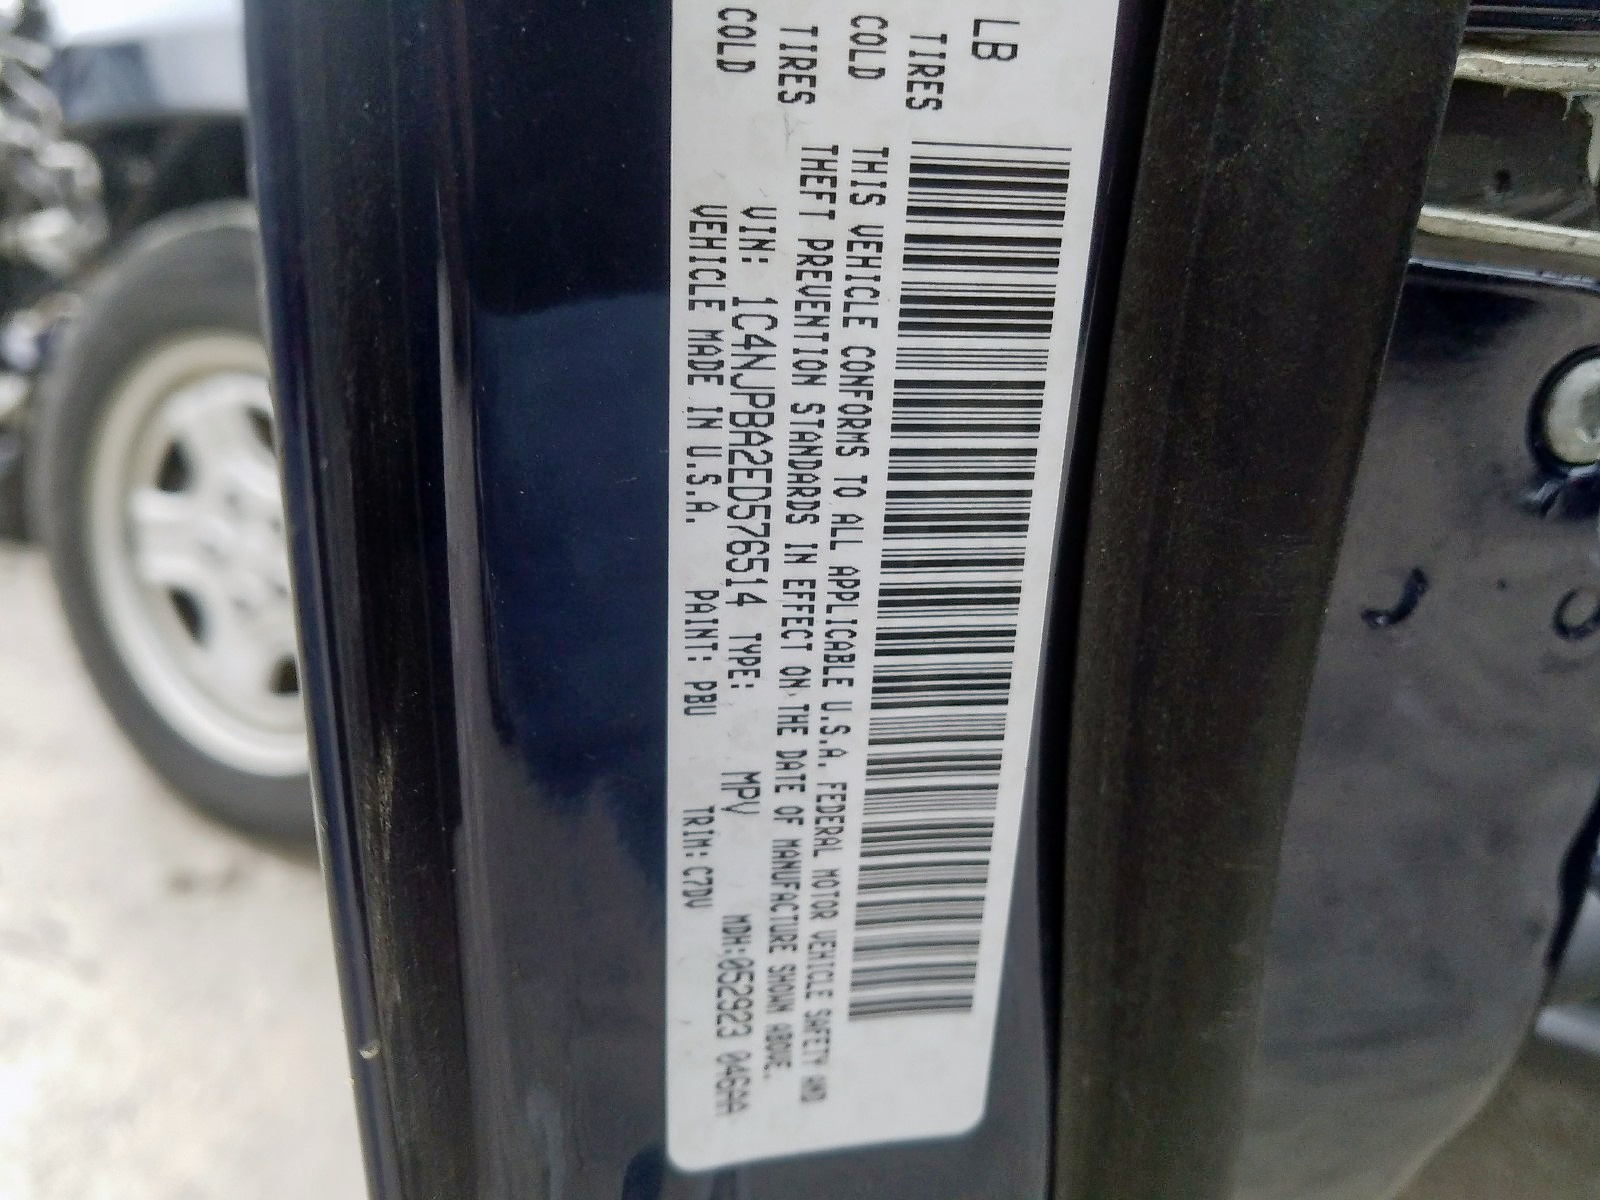 LB
TIRES COLD
TIRES COLD
THIS VEHICLE CONFORMS TO ALL APPLICABLE U.S.A. FEDERAL MOTOR VEHICLE SAFETY AND
THEFT PREVENTION STANDARDS IN EFFECT ON THE DATE OF MANUFACTURE SHOWN ABOVE.
VIN: 1C4NJPBA2ED576514 TYPE: MPV MDH:052923 046AA
VEHICLE MADE IN U.S.A. PAINT: PBU TRIM: C7DV